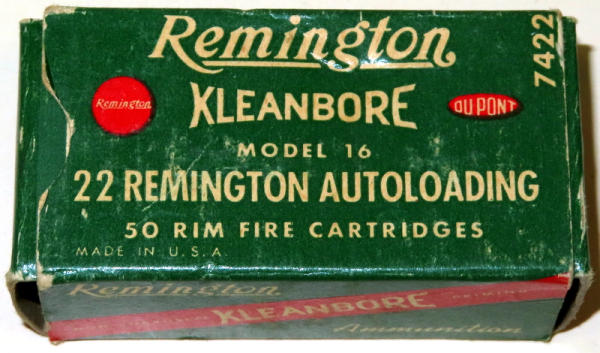 Remington
7422
Remington
KLEANBORE
DU PONT
MODEL 16
22 REMINGTON AUTOLOADING
50 RIM FIRE CARTRIDGES
MADE IN U.S.A
Remington
KLEANBORE
Ammunition